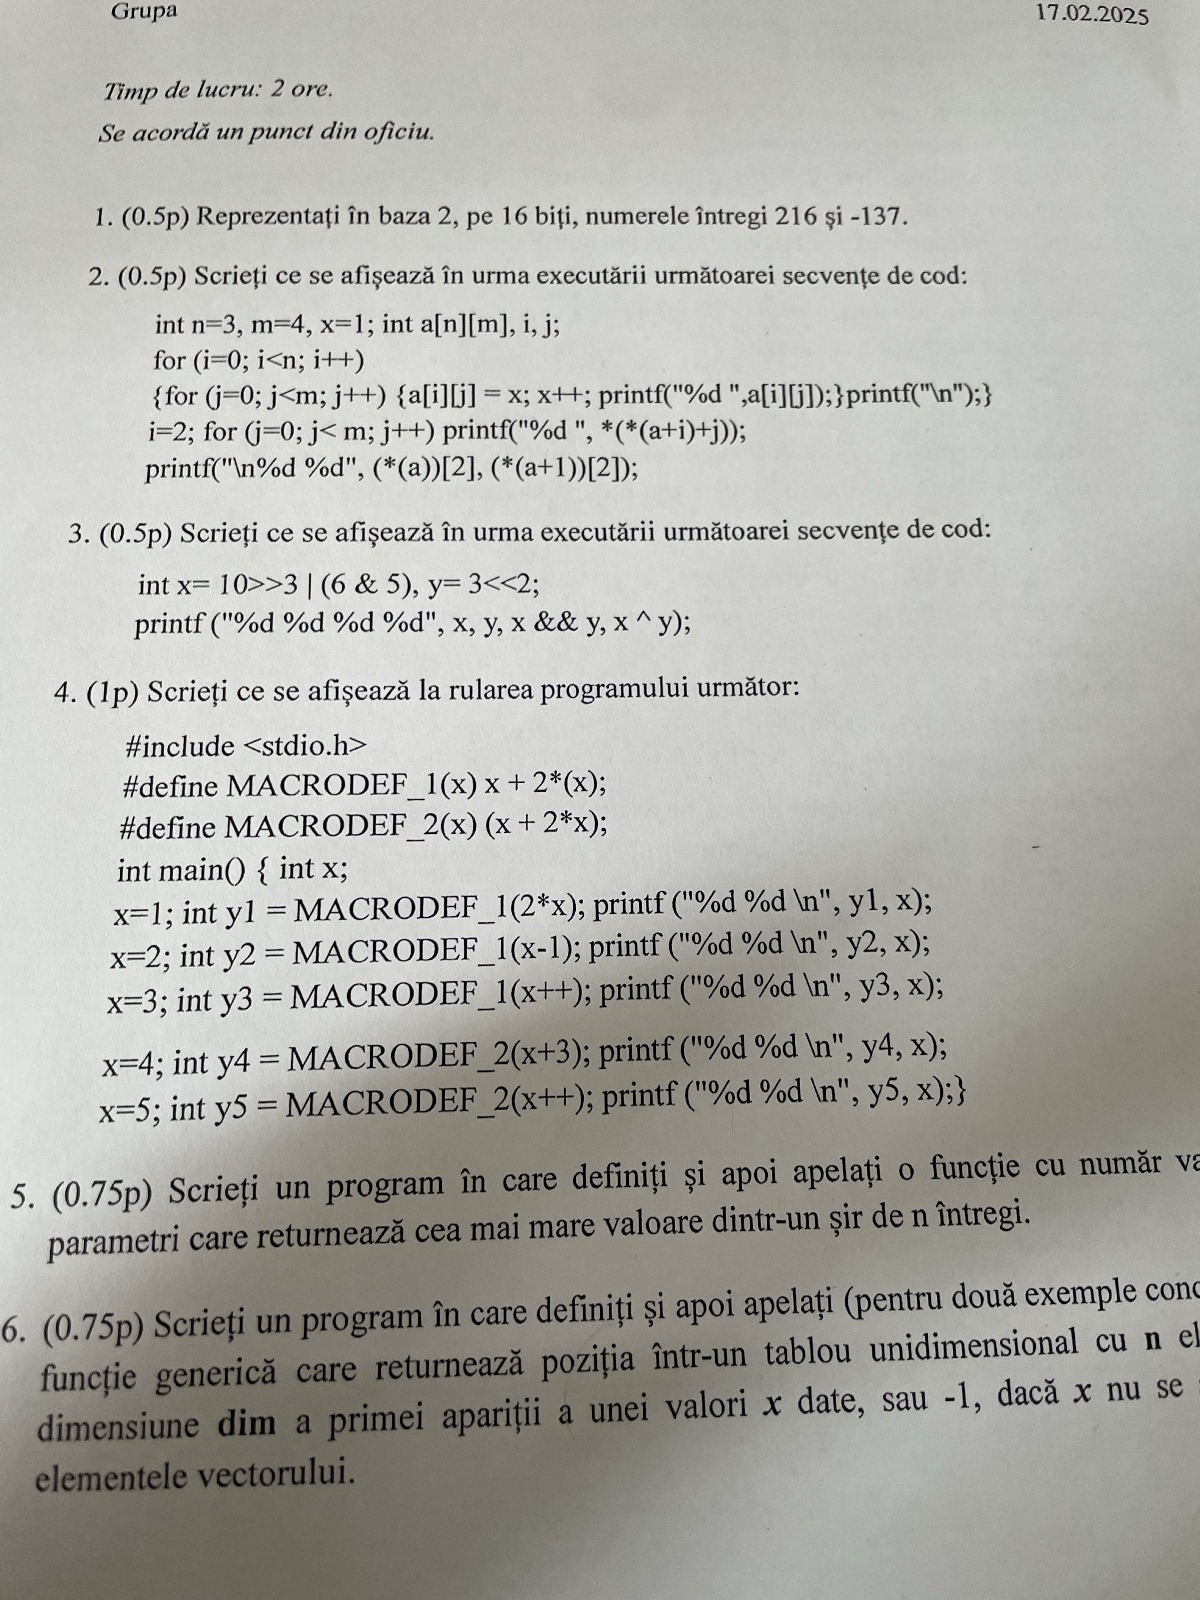 Grupa
17.02.2025
Timp de lucru: 2 ore.
Se acordă un punct din oficiu.
1. (0.5p) Reprezentați în baza 2, pe 16 biți, numerele întregi 216 și -137.
2. (0.5p) Scrieți ce se afișează în urma executării următoarei secvențe de cod:
int n=3, m=4, x=1; int a[n][m], i, j;
for (i=0; i<n; i++)
{for (j=0; j<m; j++) {a[i][j] = x; x++; printf("%d ",a[i][j]);}printf("\n");}
i=2; for (j=0; j< m; j++) printf("%d ", *(*(a+i)+j));
printf("\n%d %d", (*(a))[2], (*(a+1))[2]);
3. (0.5p) Scrieți ce se afișează în urma executării următoarei secvențe de cod:
int x= 10>>3 | (6 & 5), y= 3<<2;
printf ("%d %d %d %d", x, y, x && y, x ^ y);
4. (1p) Scrieți ce se afișează la rularea programului următor:
#include <stdio.h>
#define MACRODEF_1(x) x + 2*(x);
#define MACRODEF_2(x) (x + 2*x);
int main() { int x;
x=1; int y1 = MACRODEF_1(2*x); printf ("%d %d \n", y1, x);
x=2; int y2 = MACRODEF_1(x-1); printf ("%d %d \n", y2, x);
x=3; int y3 = MACRODEF_1(x++); printf ("%d %d \n", y3, x);
x=4; int y4 = MACRODEF_2(x+3); printf ("%d %d \n", y4, x);
x=5; int y5 = MACRODEF_2(x++); printf ("%d %d \n", y5, x);}
5. (0.75p) Scrieți un program în care definiți și apoi apelați o funcție cu număr
parametri care returnează cea mai mare valoare dintr-un șir de n întregi.
6. (0.75p) Scrieți un program în care definiți și apoi apelați (pentru două exemple
funcție generică care returnează poziția într-un tablou unidimensional cu n
dimensiune dim a primei apariții a unei valori x date, sau -1, dacă x nu se
elementele vectorului.